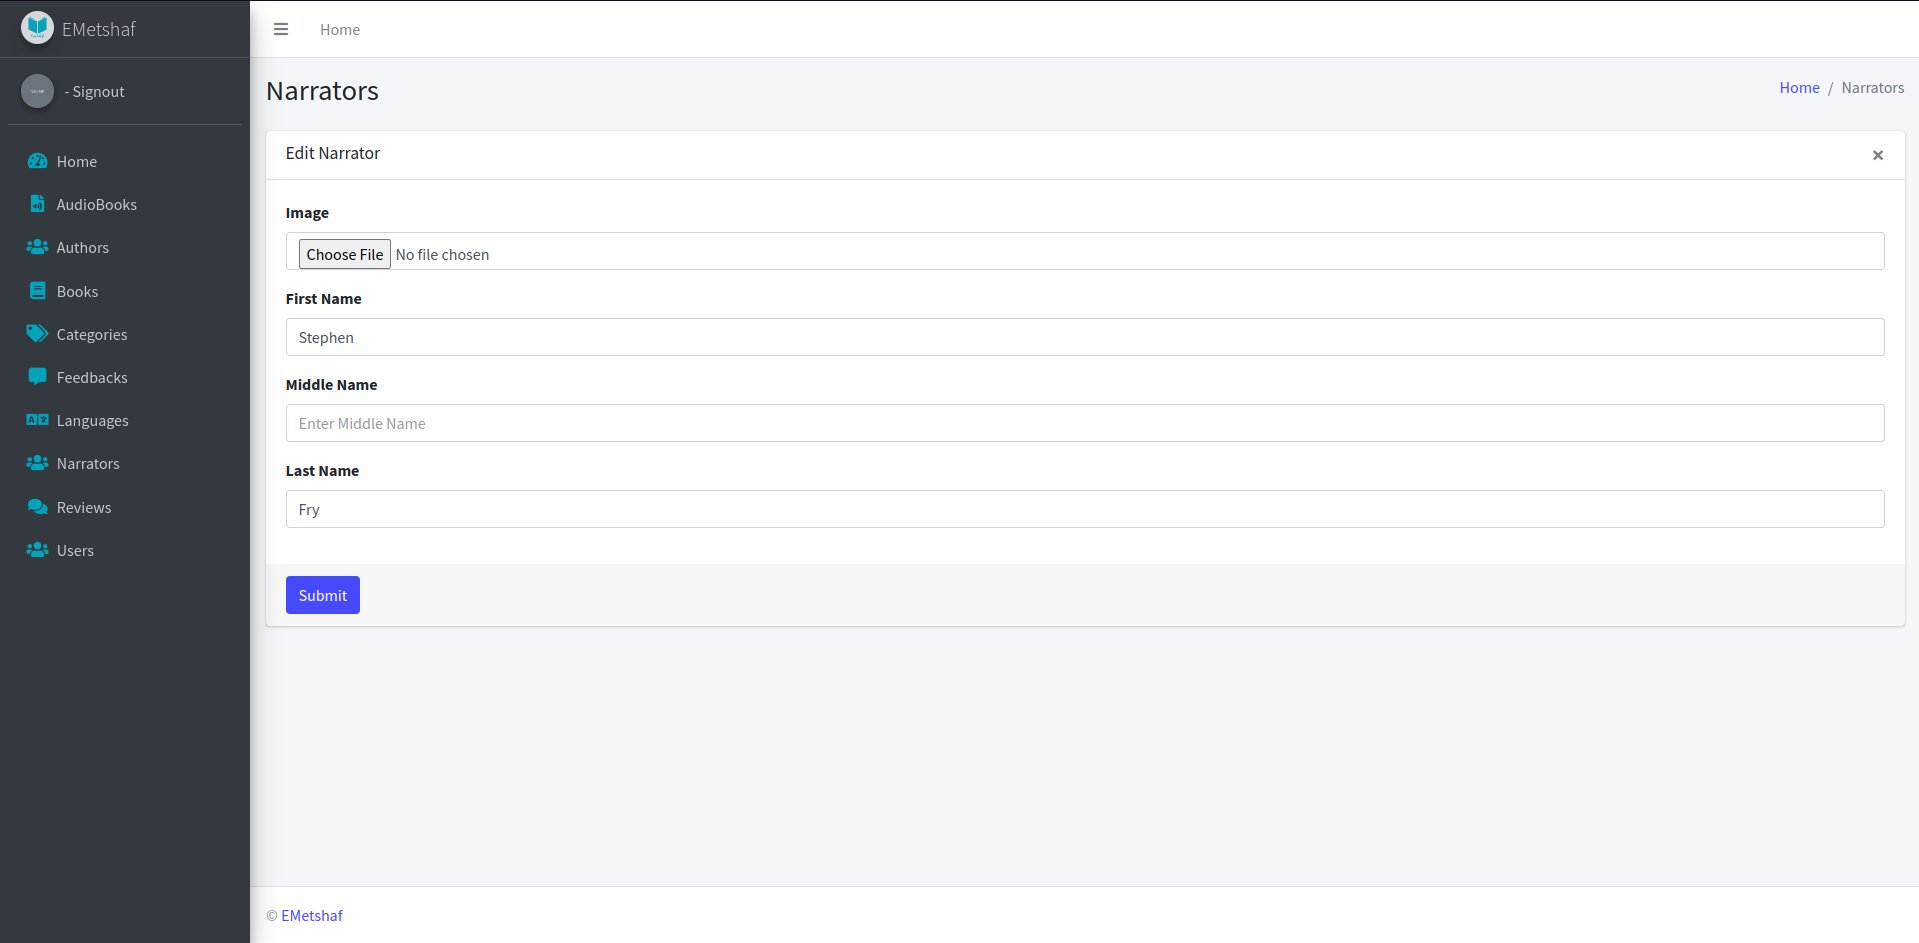 EMetshaf
- Signout
Home
AudioBooks
Authors
Books
Categories
Feedbacks
Languages
Narrators
Reviews
Users
Home
Narrators
Home / Narrators
Edit Narrator
×
Image
Choose File No file chosen
First Name
Stephen
Middle Name
Enter Middle Name
Last Name
Fry
Submit
© EMetshaf